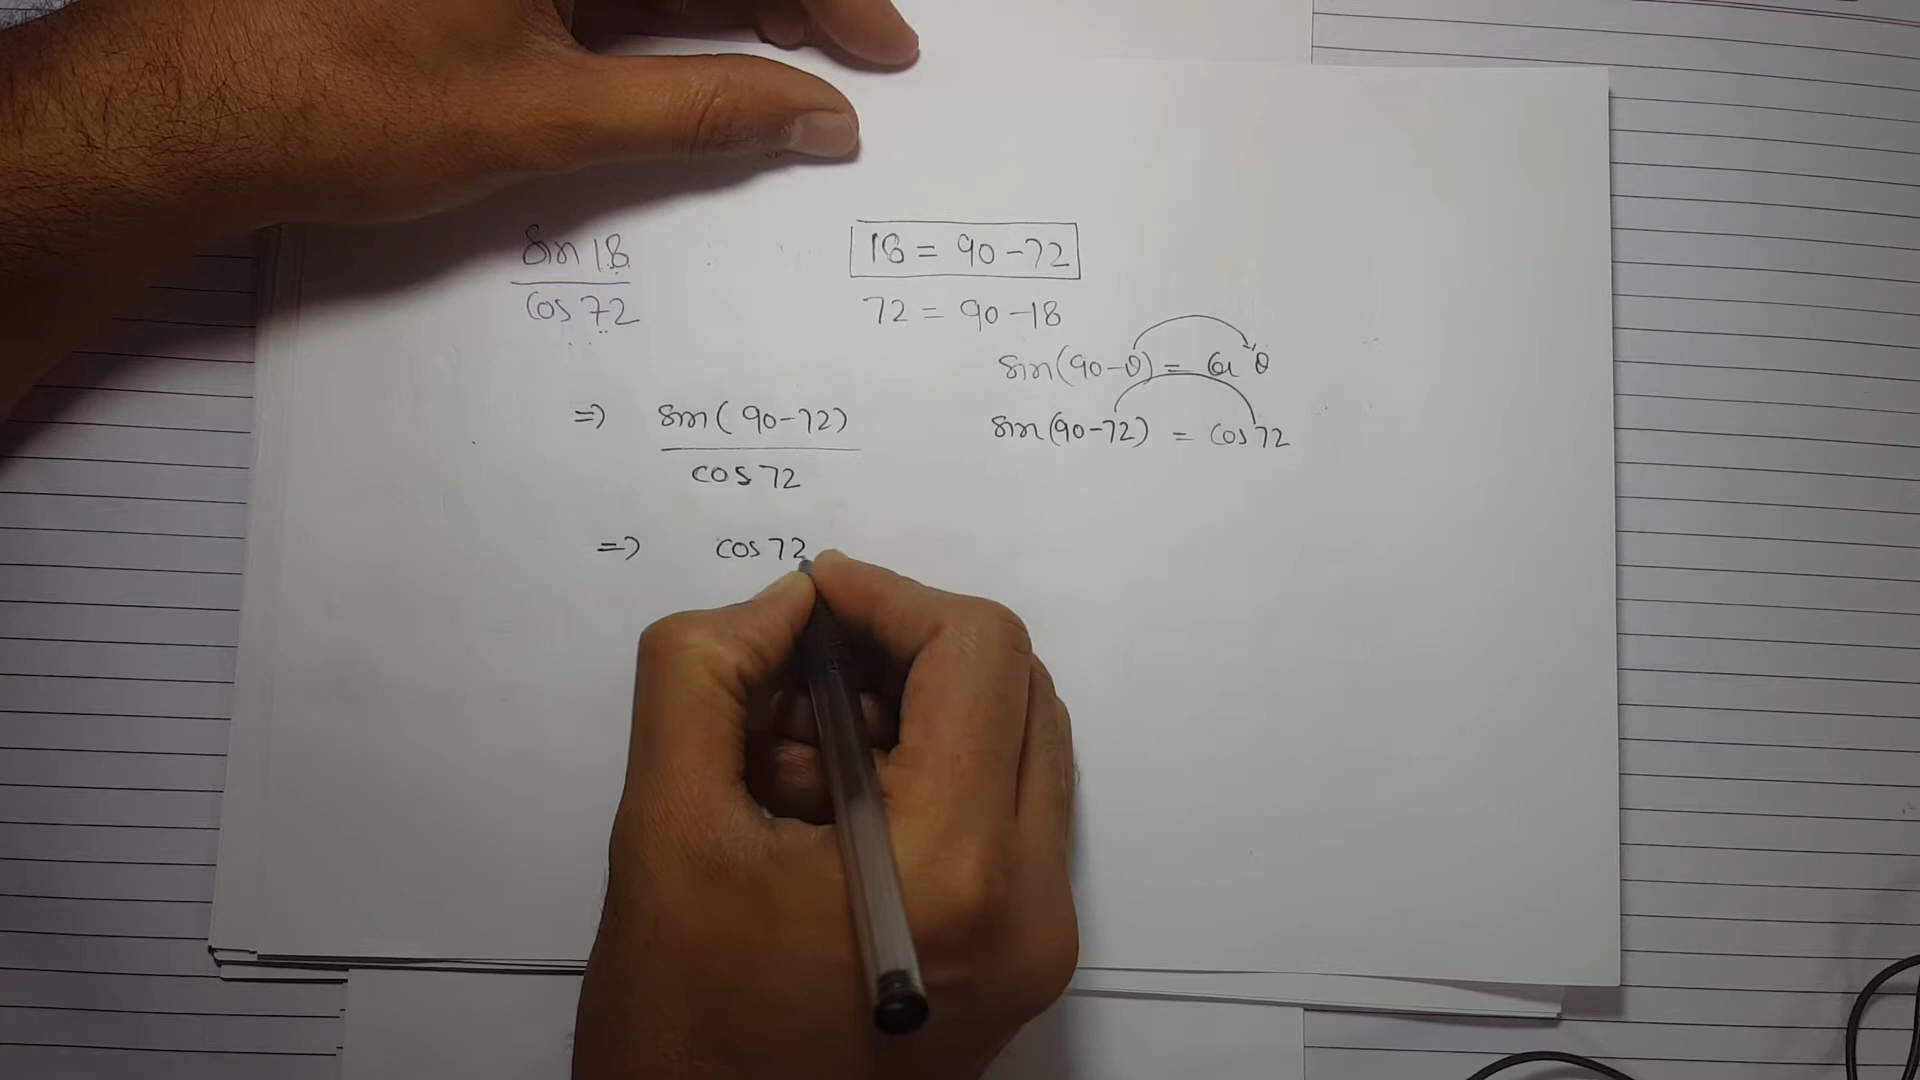 sin 18
cos 72
18 = 90 - 72
72 = 90 - 18
sin(90-θ) = cos θ
sin(90-72) = cos 72
=> sin(90-72)
cos 72
=> cos 72